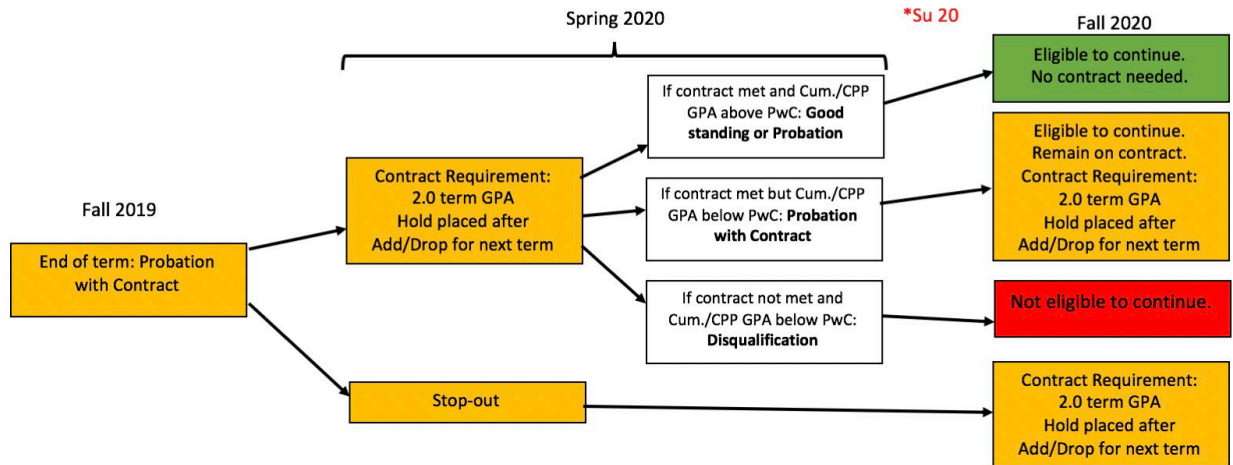 Spring 2020
*Su 20
Fall 2020
Eligible to continue.
No contract needed.
If contract met and Cum./CPP
GPA above PwC: Good
standing or Probation
Eligible to continue.
Remain on contract.
Contract Requirement:
2.0 term GPA
Hold placed after
Add/Drop for next term
Contract Requirement:
2.0 term GPA
Hold placed after
Add/Drop for next term
If contract met but Cum./CPP
GPA below PwC: Probation
with Contract
Fall 2019
End of term: Probation
with Contract
If contract not met and
Cum./CPP GPA below PwC:
Disqualification
Not eligible to continue.
Stop-out
Contract Requirement:
2.0 term GPA
Hold placed after
Add/Drop for next term